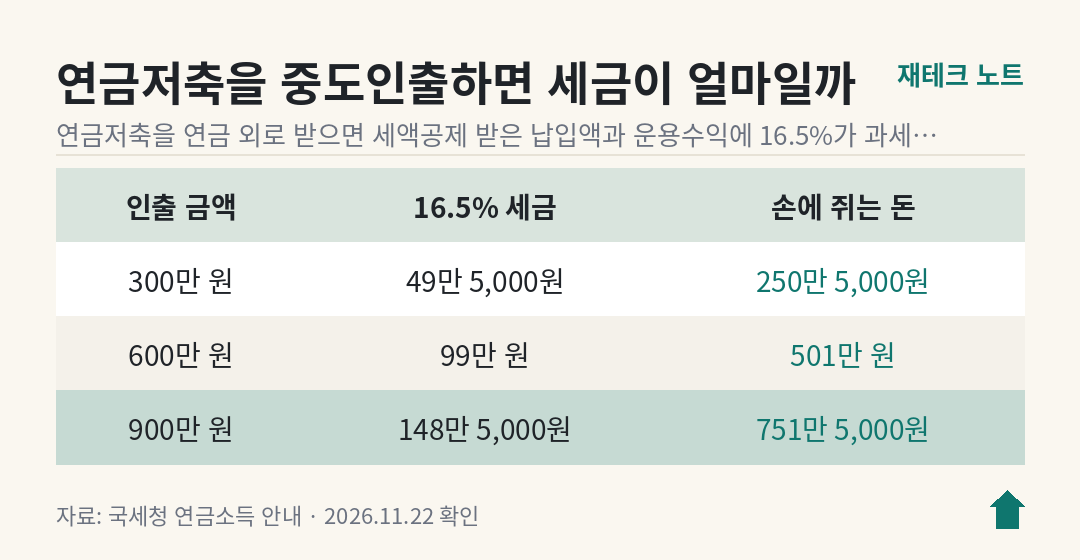 연금저축을 중도인출하면 세금이 얼마일까
재테크 노트
연금저축을 연금 외로 받으면 세액공제 받은 납입액과 운용수익에 16.5%가 과세…
인출 금액 16.5% 세금 손에 쥐는 돈
300만 원 49만 5,000원 250만 5,000원
600만 원 99만 원 501만 원
900만 원 148만 5,000원 751만 5,000원
자료: 국세청 연금소득 안내 · 2026.11.22 확인